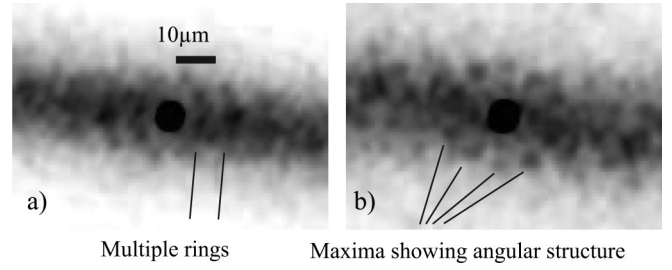 10µm
a)
b)
Multiple rings
Maxima showing angular structure